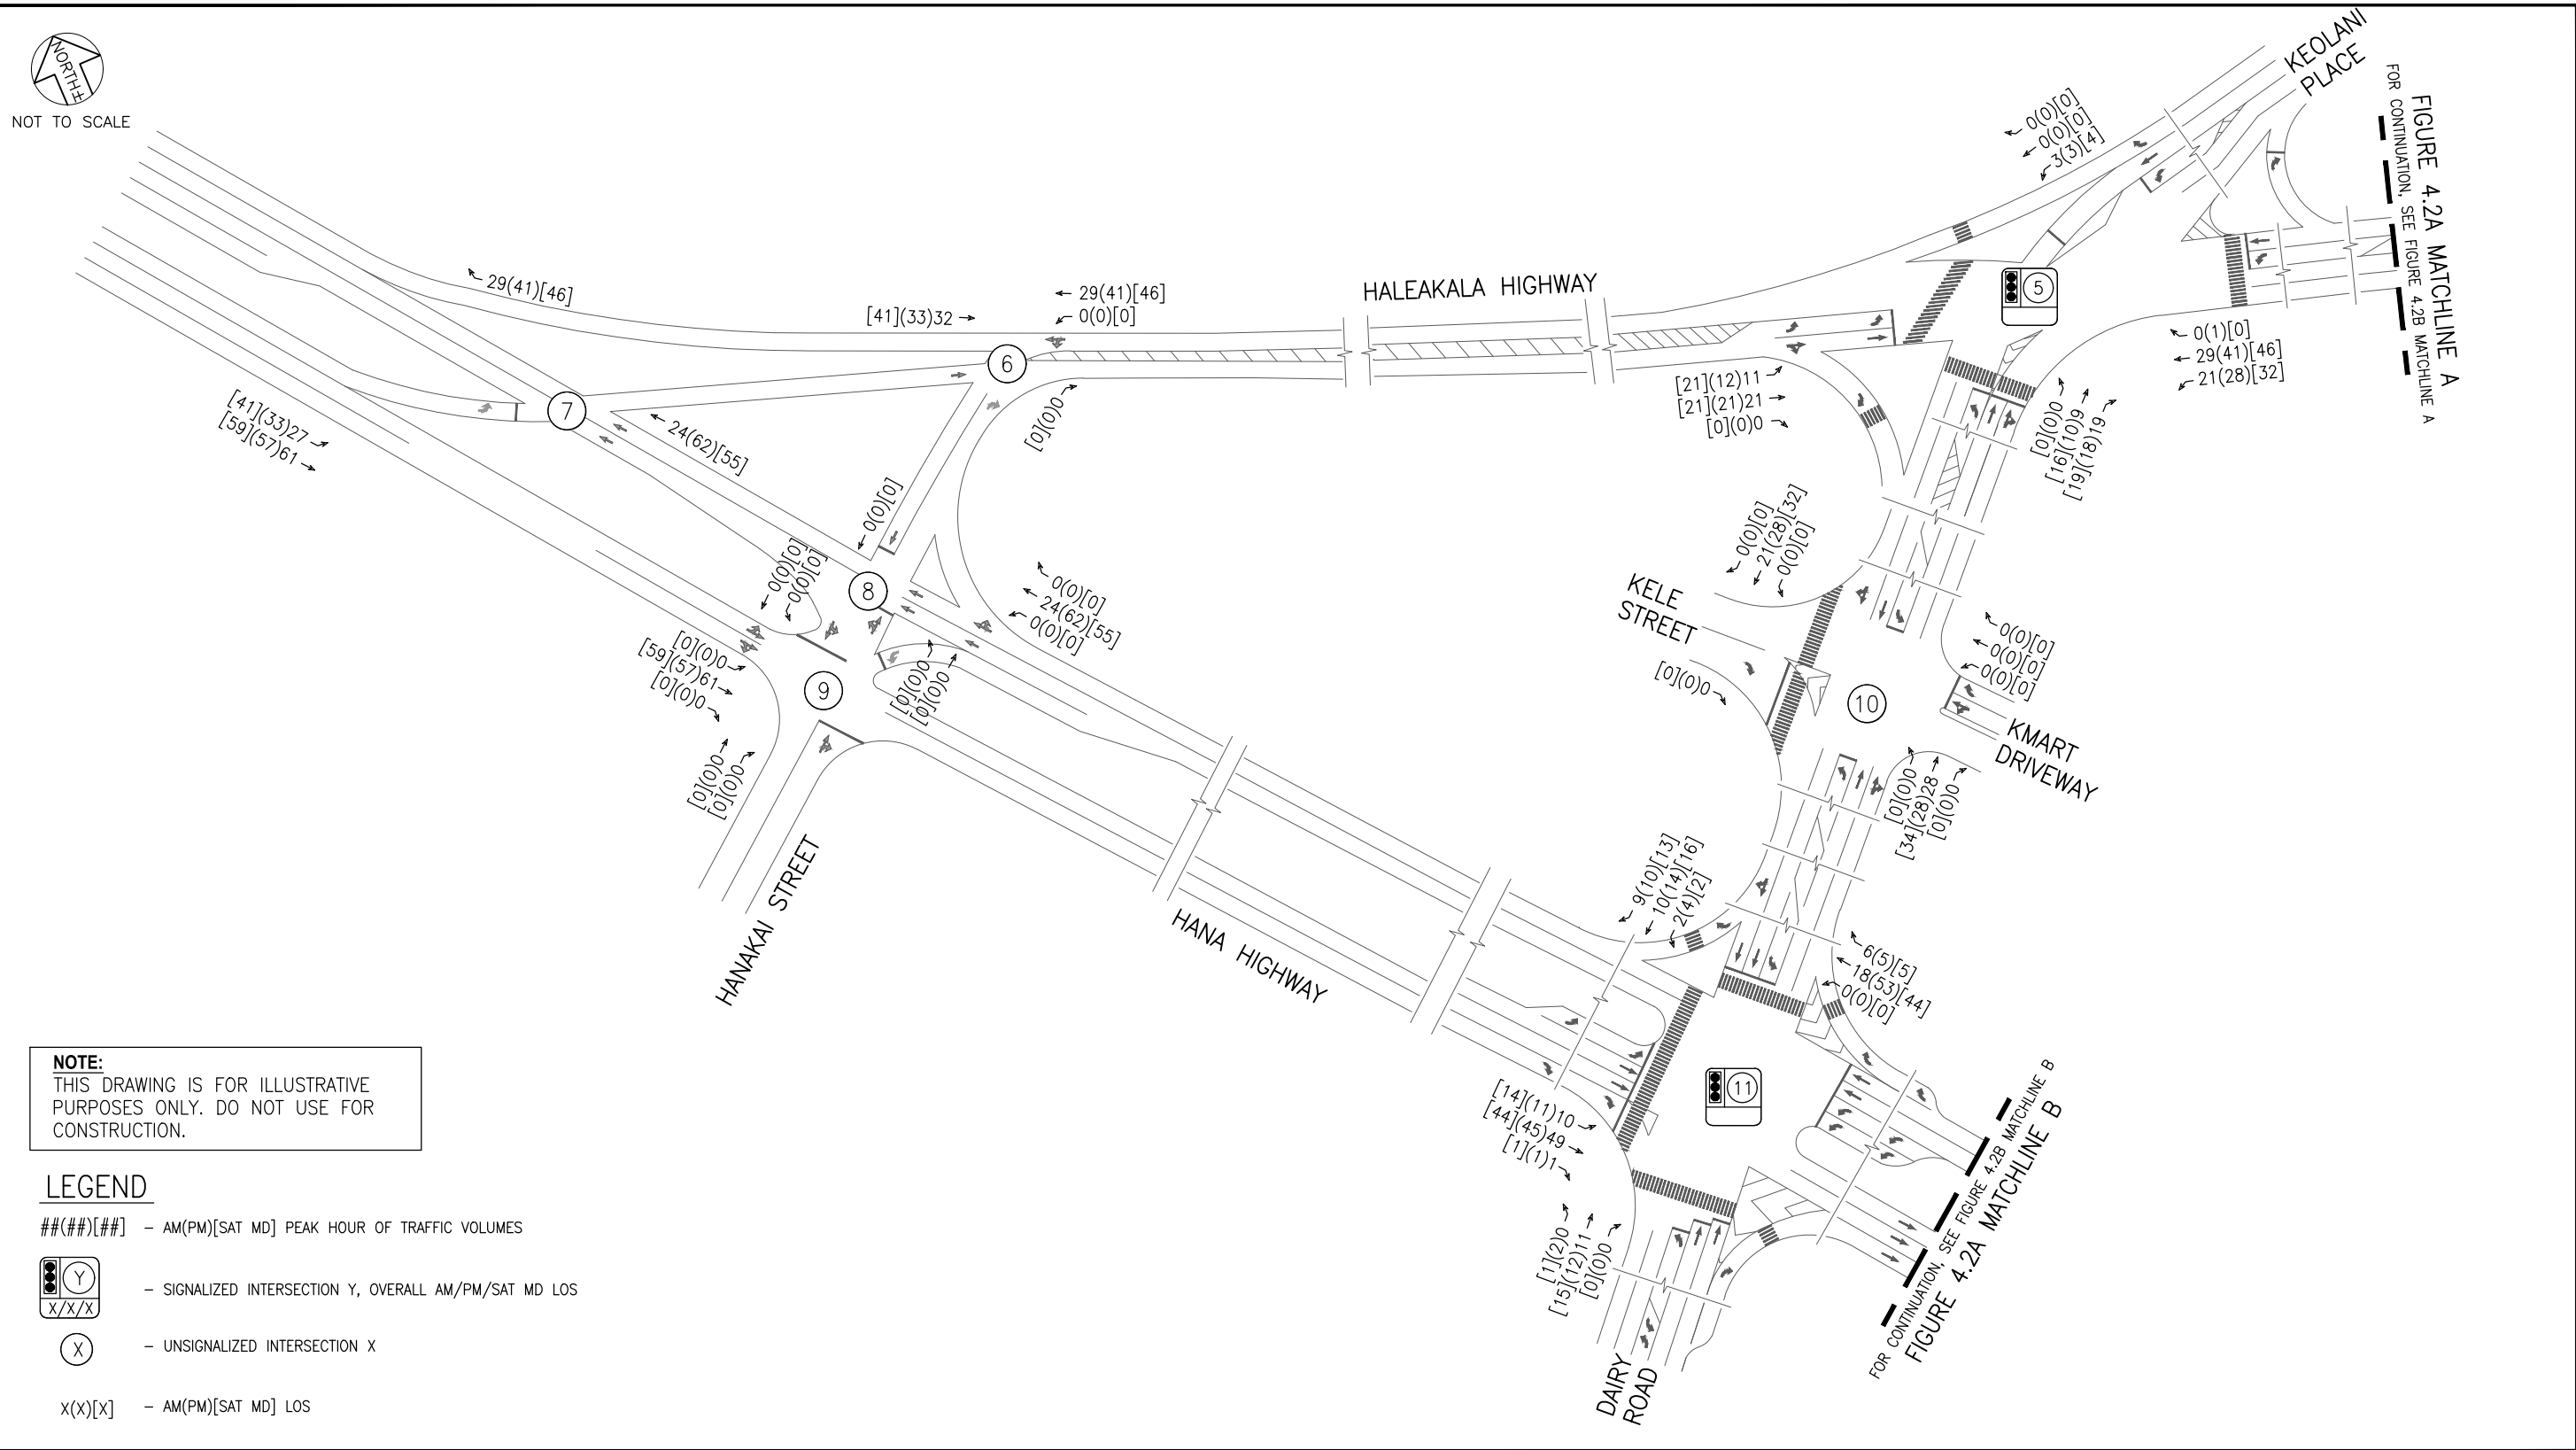 NORTH±
NOT TO SCALE
KEOLANI
PLACE
FIGURE 4.2A MATCHLINE A
FOR CONTINUATION, SEE FIGURE 4.2B MATCHLINE A
0(0)[0]
0(0)[0]
3(3)[4]
5
0(1)[0]
29(41)[46]
21(28)[32]
HALEAKALA HIGHWAY
29(41)[46]
[41](33)32
29(41)[46]
0(0)[0]
6
[0](0)0
[21](12)11
[21](21)21
[0](0)0
[0](0)0
[16](10)9
[19](18)19
7
[41](33)27
[59](57)61
24(62)[55]
0(0)[0]
0(0)[0]
0(0)[0]
8
0(0)[0]
24(62)[55]
0(0)[0]
[0](0)0
[59](57)61
[0](0)0
9
[0](0)0
[0](0)0
[0](0)0
[0](0)0
HANAKAI STREET
HANA HIGHWAY
KELE
STREET
0(0)[0]
21(28)[32]
0(0)[0]
[0](0)0
10
0(0)[0]
0(0)[0]
0(0)[0]
KMART
DRIVEWAY
[0](0)0
[34](28)28
[0](0)0
9(10)[13]
10(14)[16]
2(4)[2]
6(5)[5]
18(53)[44]
0(0)[0]
11
[14](11)10
[44](45)49
[1](1)1
[1](2)0
[15](12)11
[0](0)0
DAIRY
ROAD
FOR CONTINUATION, SEE FIGURE 4.2B MATCHLINE B
FIGURE 4.2A MATCHLINE B
NOTE:
THIS DRAWING IS FOR ILLUSTRATIVE
PURPOSES ONLY. DO NOT USE FOR
CONSTRUCTION.
LEGEND
##(##)[##] – AM(PM)[SAT MD] PEAK HOUR OF TRAFFIC VOLUMES
Y
X/X/X
– SIGNALIZED INTERSECTION Y, OVERALL AM/PM/SAT MD LOS
X – UNSIGNALIZED INTERSECTION X
X(X)[X] – AM(PM)[SAT MD] LOS